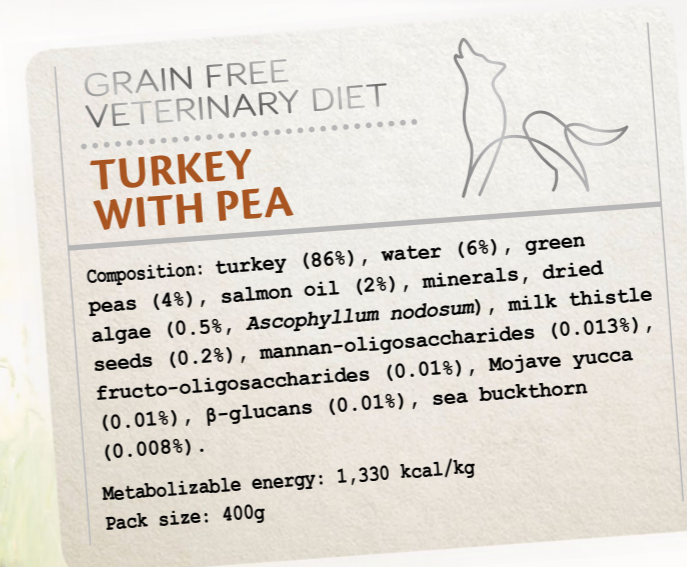 GRAIN FREE
VETERINARY DIET
TURKEY
WITH PEA
Composition: turkey (86%), water (6%), green
peas (4%), salmon oil (2%), minerals, dried
algae (0.5%, Ascophyllum nodosum), milk thistle
seeds (0.2%), mannan-oligosaccharides (0.013%),
fructo-oligosaccharides (0.01%), Mojave yucca
(0.01%), β-glucans (0.01%), sea buckthorn
(0.008%).
Metabolizable energy: 1,330 kcal/kg
Pack size: 400g